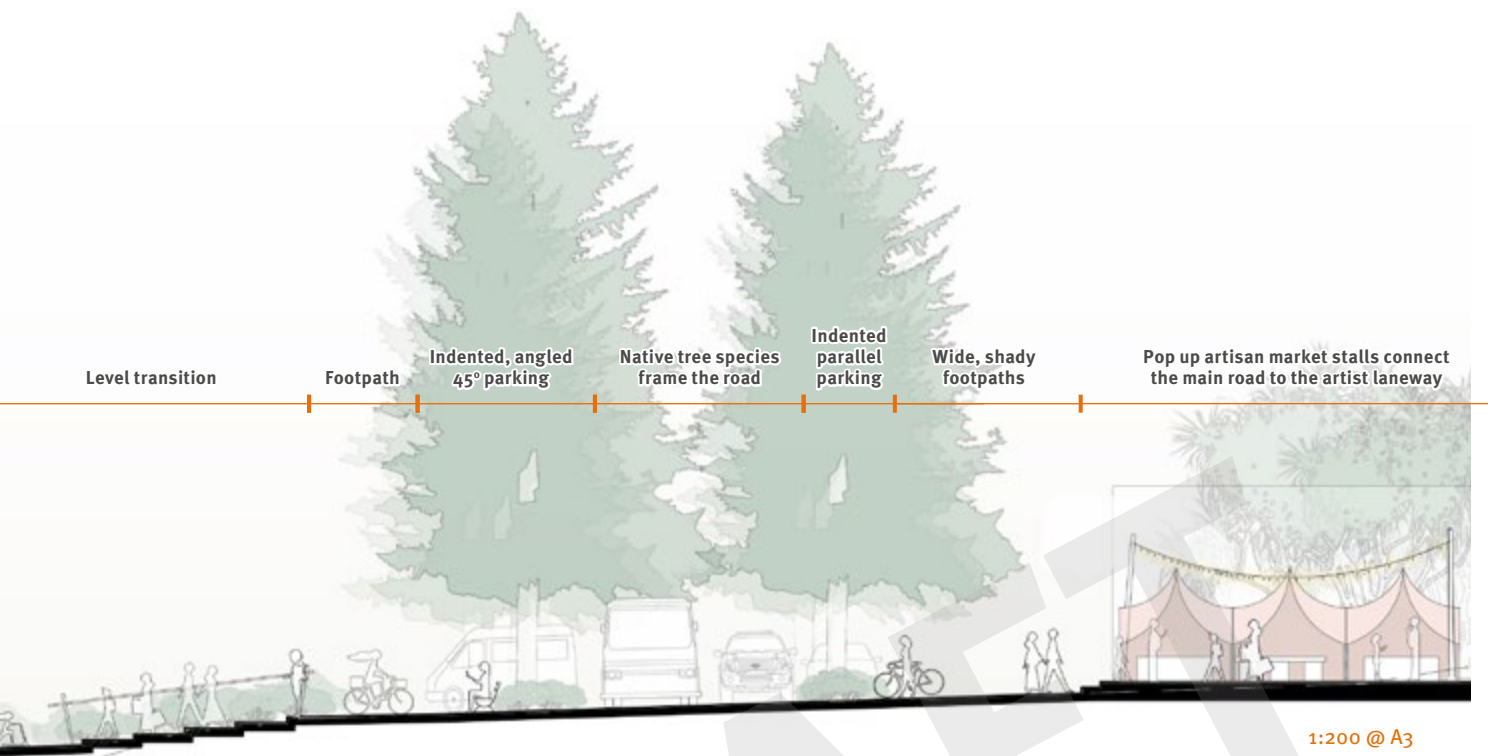 Level transition
Footpath
Indented, angled
45° parking
Native tree species
frame the road
Indented
parallel
parking
Wide, shady
footpaths
Pop up artisan market stalls connect
the main road to the artist laneway
1:200 @ A3